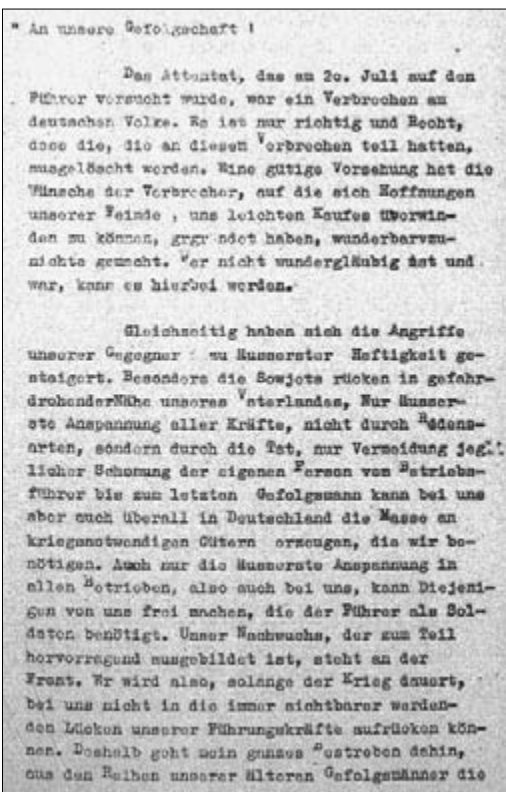 " An unsere Gefolgschaft !
Das Attentat, das am 20. Juli auf den
Führer versucht wurde, war ein Verbrechen am
deutschen Volke. Es ist nur richtig und Recht,
dass die, die an diesem Verbrechen teil hatten,
ausgelöscht werden. Eine gütige Vorsehung hat die
Wünsche der Verbrecher, auf die sich Hoffnungen
unserer Feinde , uns leichten Kaufes überwin-
den zu können, grgr ndet haben, wunderbarzu-
nichte gemacht. Wer nicht wundergläubig ist und
war, kann es hierbei werden.
Gleichzeitig haben sich die Angriffe
unserer Gegegner zu äusserster Heftigkeit ge-
steigert. Besonders die Sowjets rücken in gefahr-
drohenderNähe unseres Vaterlandes, Nur äusser-
ste Anspannung aller Kräfte, nicht durch Redens-
arten, sondern durch die Tat, nur Vermeidung jeg-
licher Schonung der eigenen Person vom Betriebs-
führer bis zum letzten Gefolgsmann kann bei uns
aber auch überall in Deutschland die Masse an
kriegsnotwendigen Gütern erzeugen, die wir be-
nötigen. Auch nur die äusserste Anspannung in
allen Betrieben, also auch bei uns, kann Diejeni-
gen von uns frei machen, die der Führer als Sol-
daten benötigt. Unser Nachwuchs, der zum Teil
hervorragend ausgebildet ist, steht an der
Front. Er wird also, solange der Krieg dauert,
bei uns nicht in die immer sichtbarer werden-
den Lücken unserer Führungskräfte aufrücken kön-
nen. Deshalb geht mein ganzes Bestreben dahin,
aus den Reihen unserer älteren Gefolgsmänner die